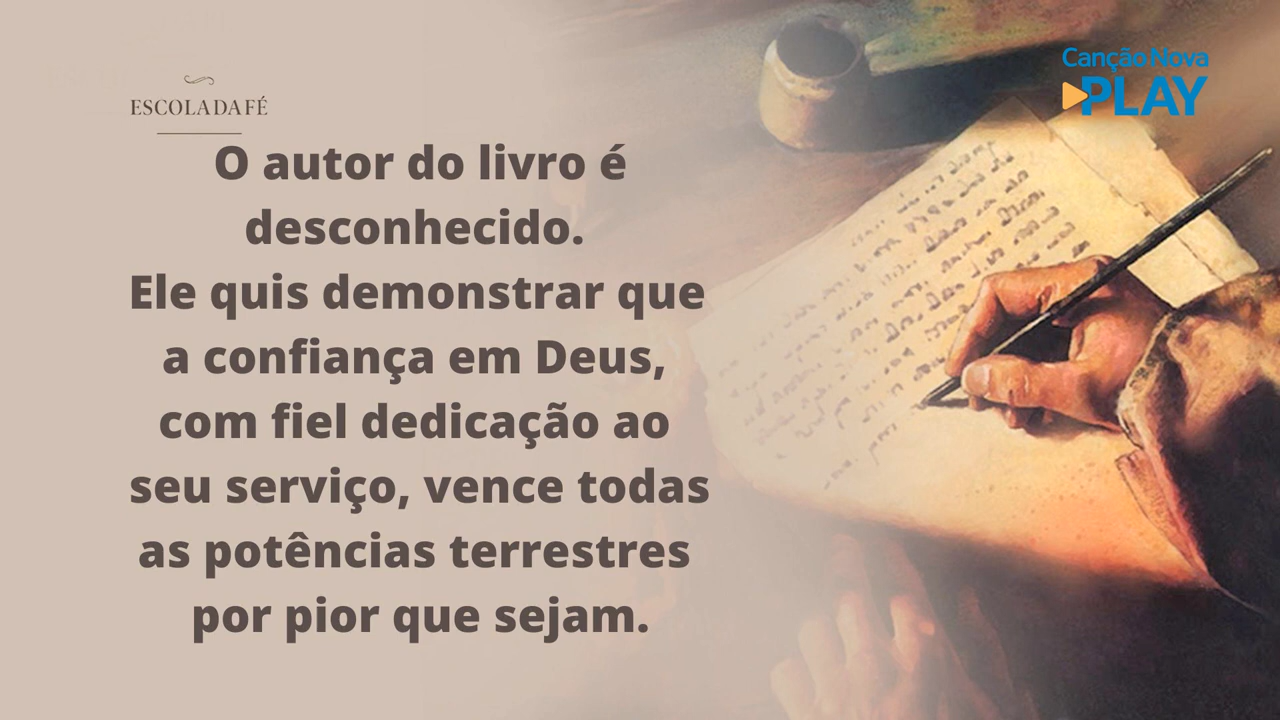 Canção Nova
PLAY
ESCOLA DA FÉ
O autor do livro é
desconhecido.
Ele quis demonstrar que
a confiança em Deus,
com fiel dedicação ao
seu serviço, vence todas
as potências terrestres
por pior que sejam.